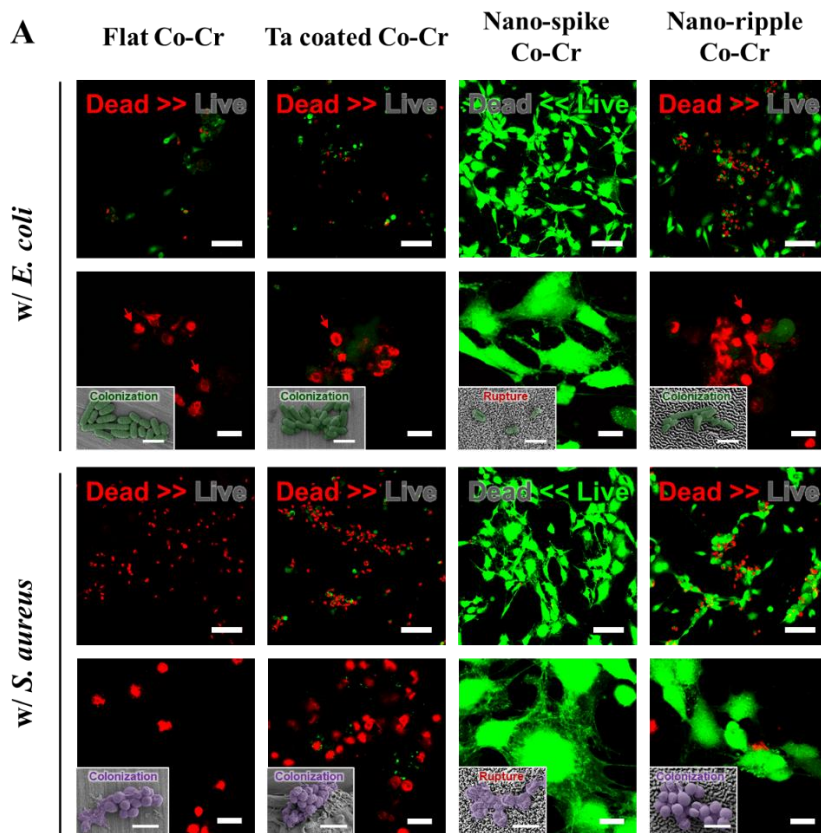 A
Flat Co-Cr
Ta coated Co-Cr
Nano-spike
Co-Cr
Nano-ripple
Co-Cr
w/ E. coli
Dead >> Live
Dead >> Live
Dead << Live
Dead >> Live
Colonization
Colonization
Rupture
Colonization
w/ S. aureus
Dead >> Live
Dead >> Live
Dead << Live
Dead >> Live
Colonization
Colonization
Rupture
Colonization